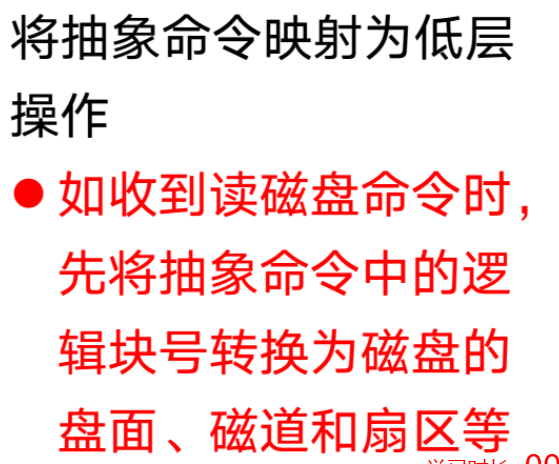 将抽象命令映射为低层
操作
●如收到读磁盘命令时，
先将抽象命令中的逻
辑块号转换为磁盘的
盘面、磁道和扇区等
00